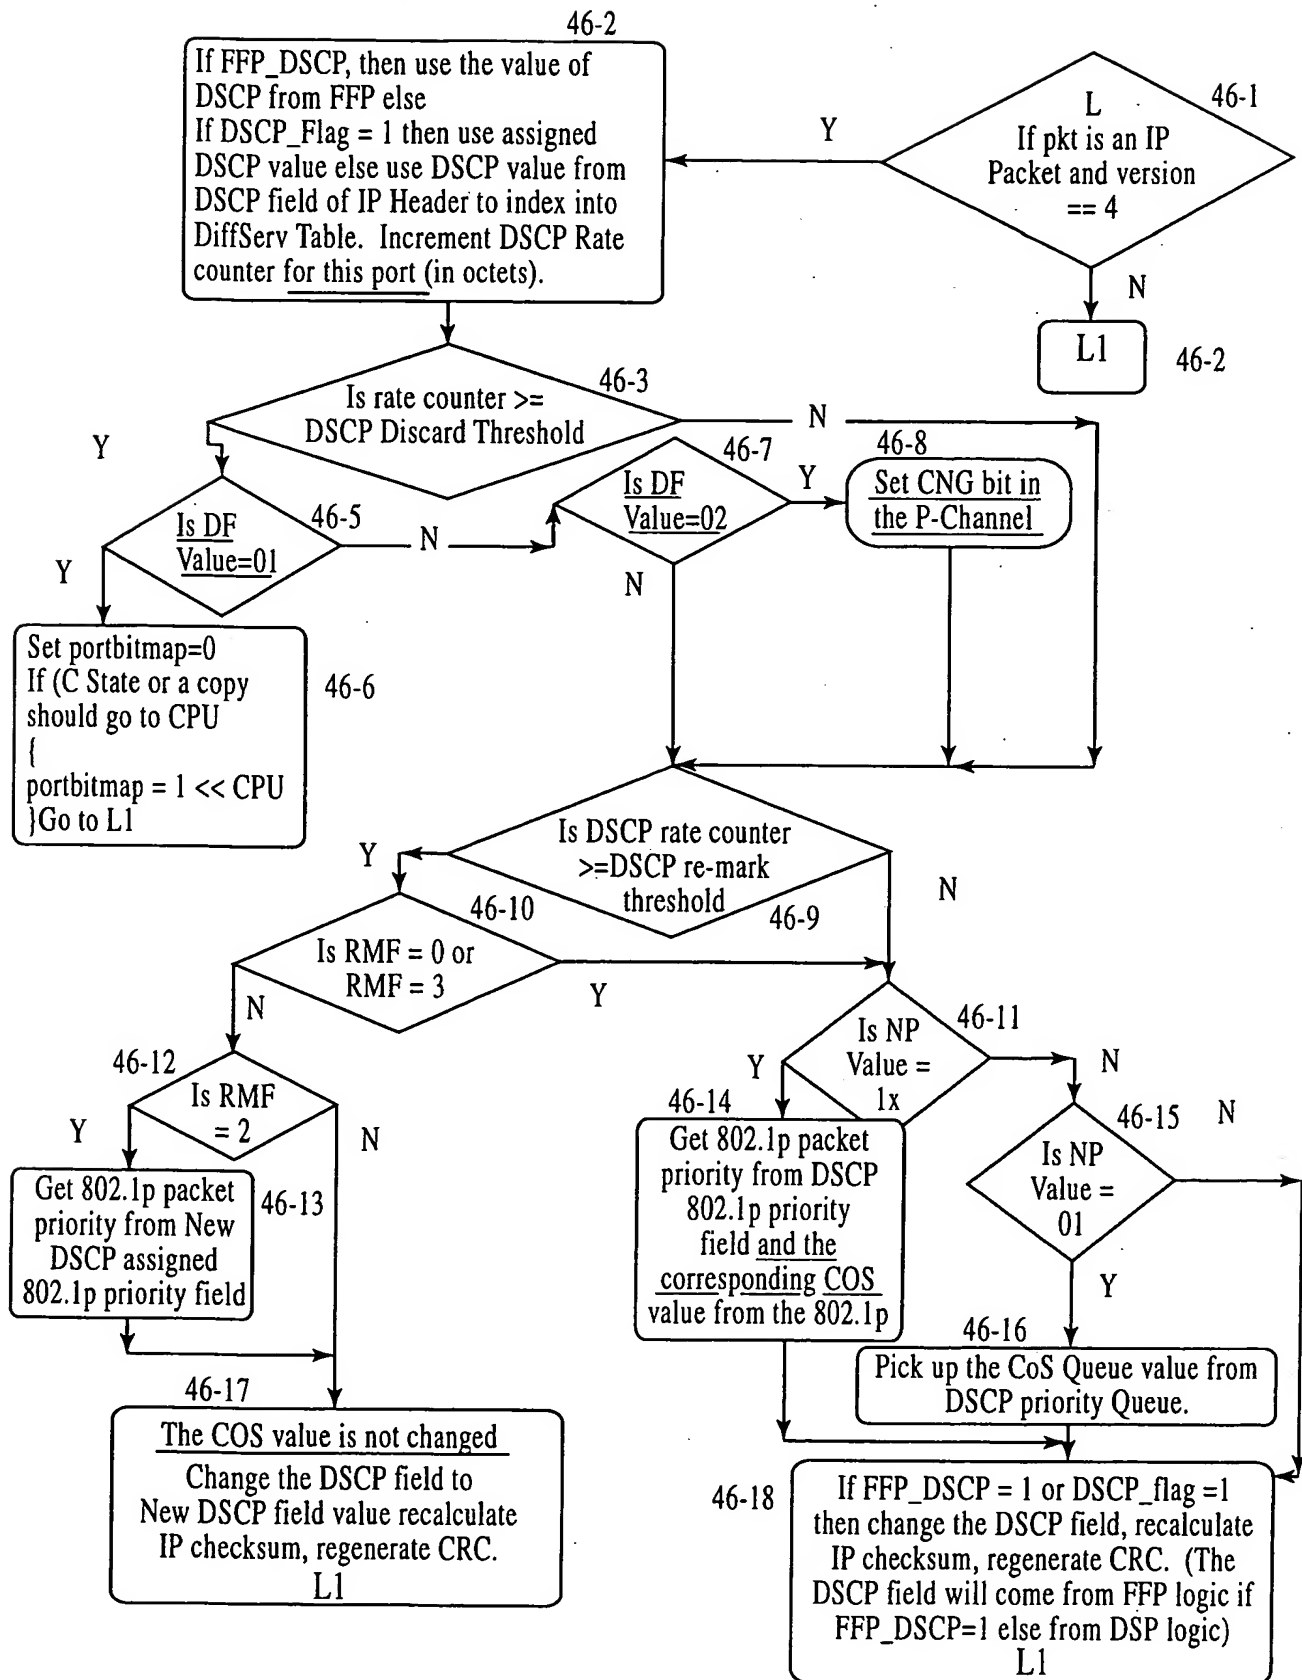 46-2
If FFP_DSCP, then use the value of
DSCP from FFP else
If DSCP_Flag = 1 then use assigned
DSCP value else use DSCP value from
DSCP field of IP Header to index into
DiffServ Table. Increment DSCP Rate
counter for this port (in octets).
Y
46-1
L
If pkt is an IP
Packet and version
== 4
N
L1
46-2
46-3
Is rate counter >=
DSCP Discard Threshold
Y
N
46-5
Is DF
Value=01
N
Y
46-7
Is DF
Value=02
Y
N
46-8
Set CNG bit in
the P-Channel
Set portbitmap=0
If (C State or a copy
should go to CPU
{
portbitmap = 1 << CPU
}Go to L1
46-6
Is DSCP rate counter
>=DSCP re-mark
threshold
46-9
Y
N
46-10
Is RMF = 0 or
RMF = 3
N
Y
46-11
Is NP
Value =
1x
Y
N
46-12
Is RMF
= 2
Y
N
46-13
Get 802.1p packet
priority from New
DSCP assigned
802.1p priority field
46-14
Get 802.1p packet
priority from DSCP
802.1p priority
field and the
corresponding COS
value from the 802.1p
46-15
Is NP
Value =
01
N
Y
46-16
Pick up the CoS Queue value from
DSCP priority Queue.
46-17
The COS value is not changed
Change the DSCP field to
New DSCP field value recalculate
IP checksum, regenerate CRC.
L1
46-18
If FFP_DSCP = 1 or DSCP_flag =1
then change the DSCP field, recalculate
IP checksum, regenerate CRC. (The
DSCP field will come from FFP logic if
FFP_DSCP=1 else from DSP logic)
L1